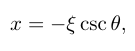 x = −ξ csc θ,